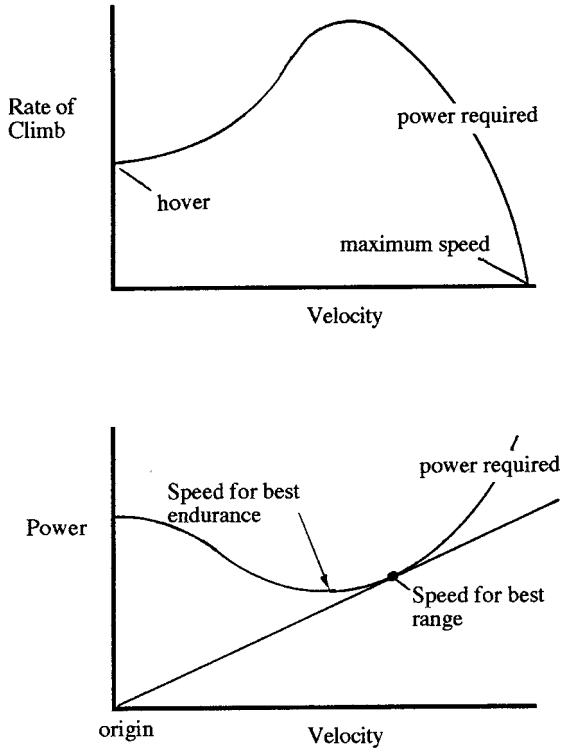 Rate of
Climb
power required
hover
maximum speed
Velocity
power required
Speed for best
endurance
Power
Speed for best
range
origin
Velocity